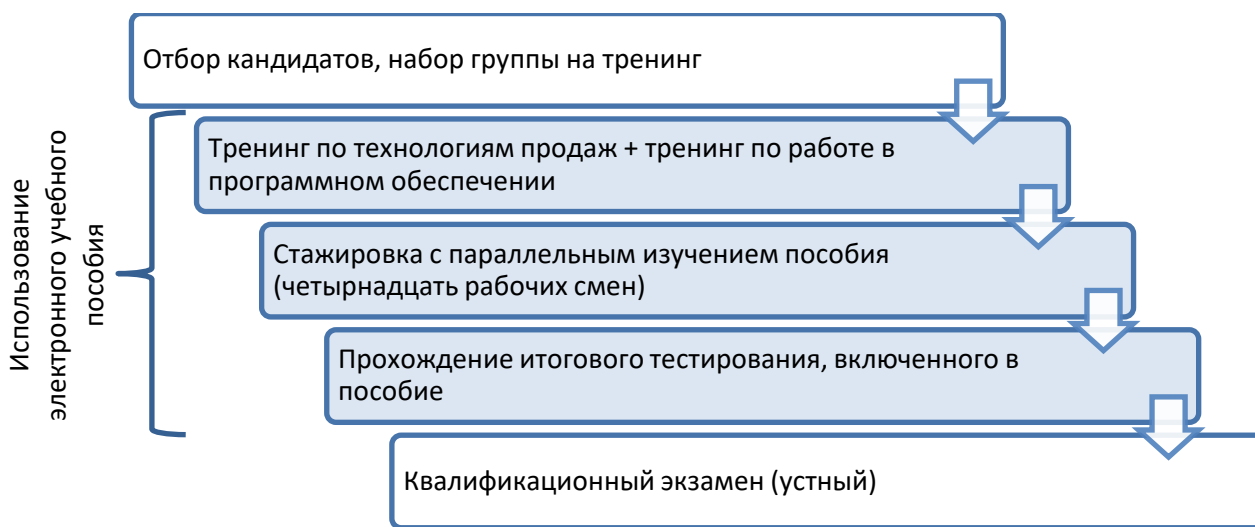 Отбор кандидатов, набор группы на тренинг
Использование
электронного учебного
пособия
Тренинг по технологиям продаж + тренинг по работе в
программном обеспечении
Стажировка с параллельным изучением пособия
(четырнадцать рабочих смен)
Прохождение итогового тестирования, включенного в
пособие
Квалификационный экзамен (устный)